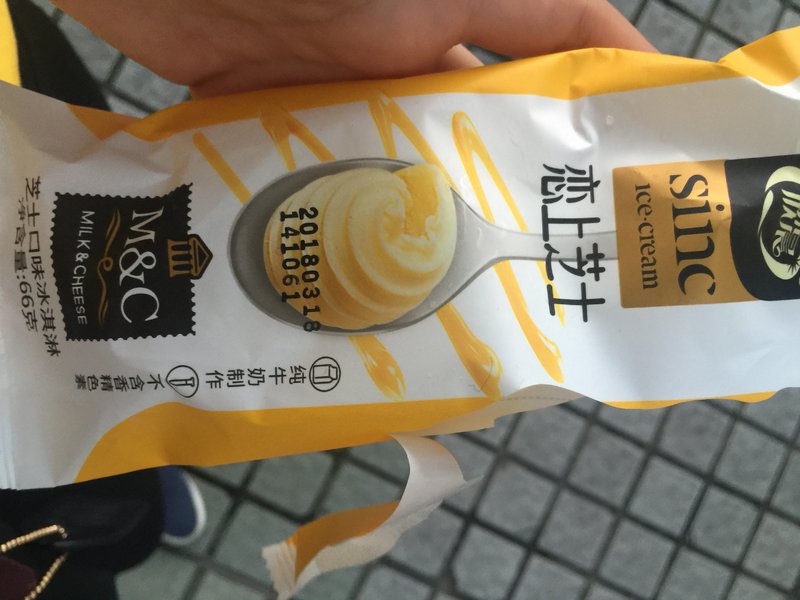 sinc
ice·cream
恋上芝士
20180318
141061
纯牛奶制作
不含香精色素
M&C
MILK & CHEESE
芝士口味冰淇淋
净含量:66克